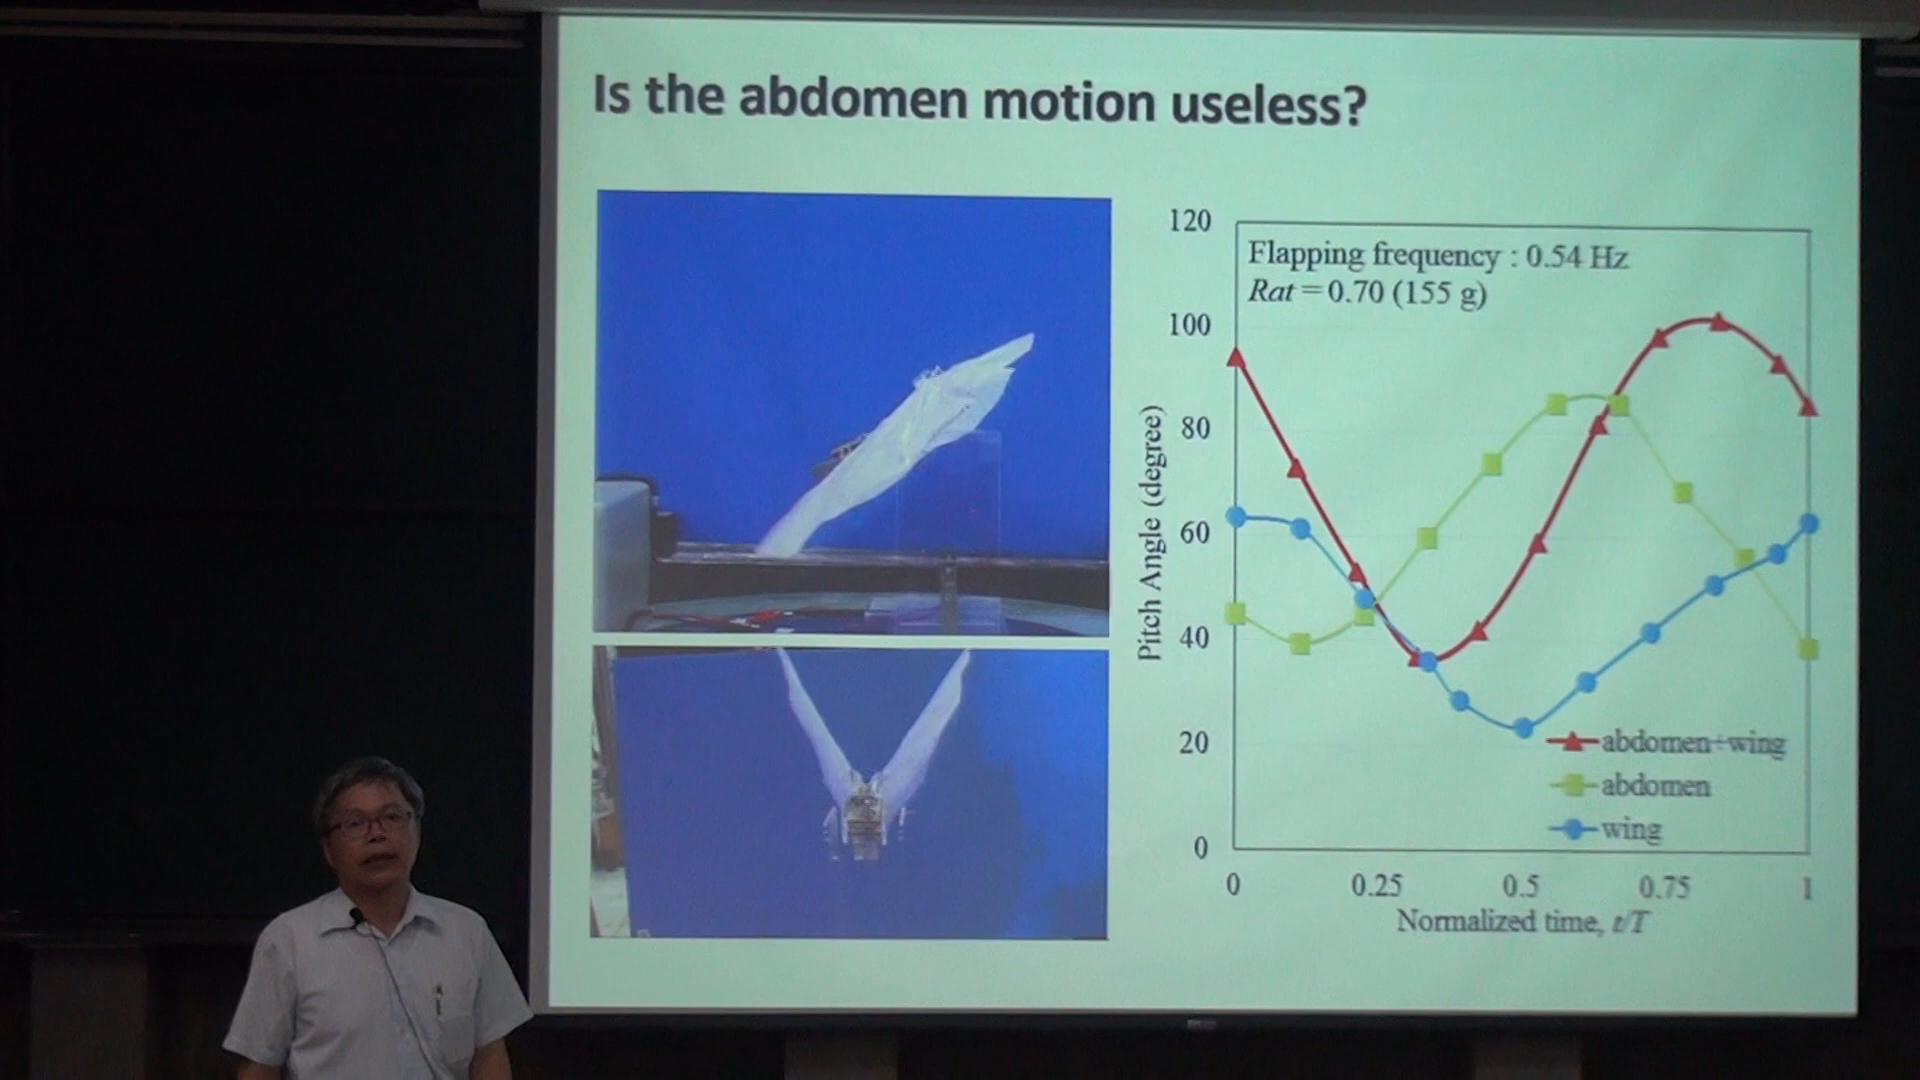 Is the abdomen motion useless?
120
100
80
60
40
20
0
Pitch Angle (degree)
Flapping frequency : 0.54 Hz
Rat = 0.70 (155 g)
abdomen+wing
abdomen
wing
0 0.25 0.5 0.75 1
Normalized time, t/T